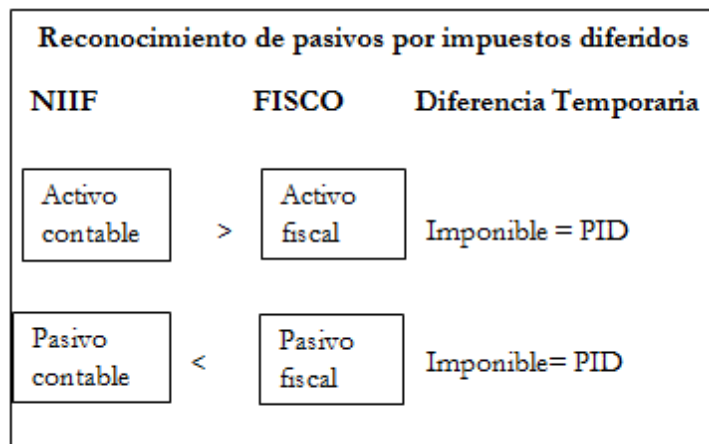 Reconocimiento de pasivos por impuestos diferidos
NIIF FISCO Diferencia Temporaria
Activo contable > Activo fiscal Imponible = PID
Pasivo contable < Pasivo fiscal Imponible= PID